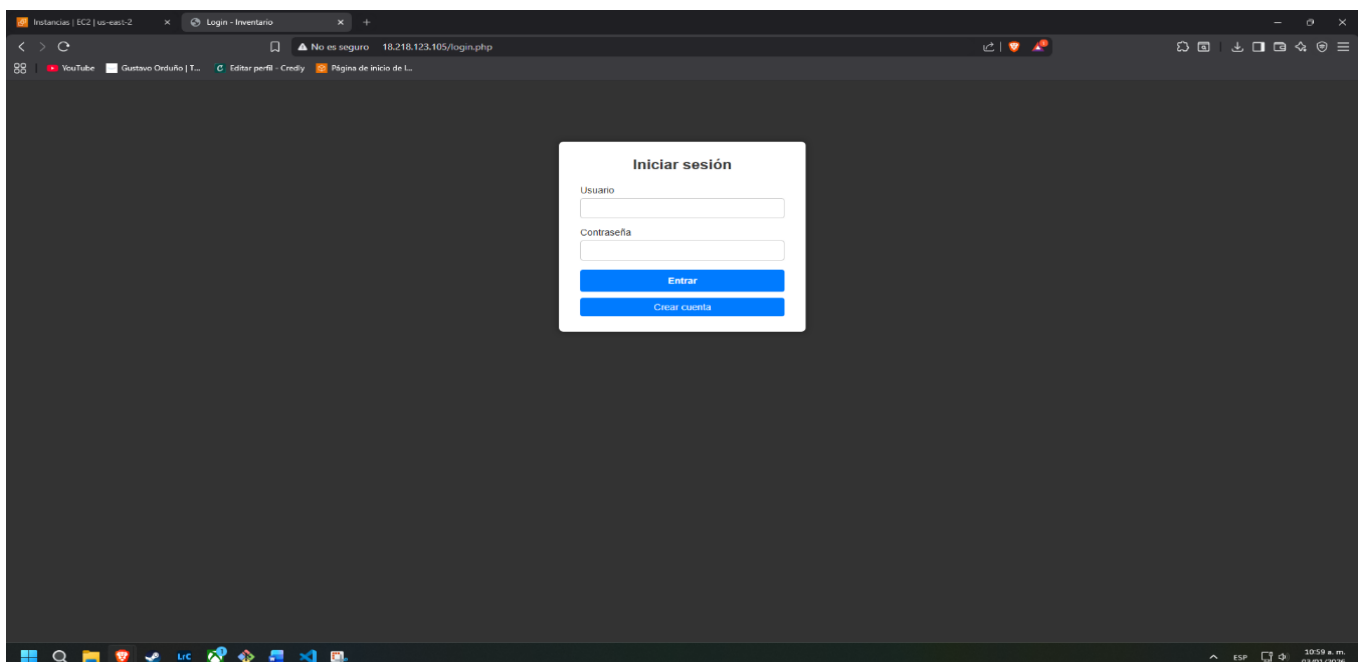 Instancias | EC2 | us-east-2
Login - Inventario
No es seguro 18.218.123.105/login.php
YouTube
Gustavo Orduño | T...
Editar perfil - Credly
Página de inicio de l...
Iniciar sesión
Usuario
Contraseña
Entrar
Crear cuenta
LrC
ESP
10:59 a. m.